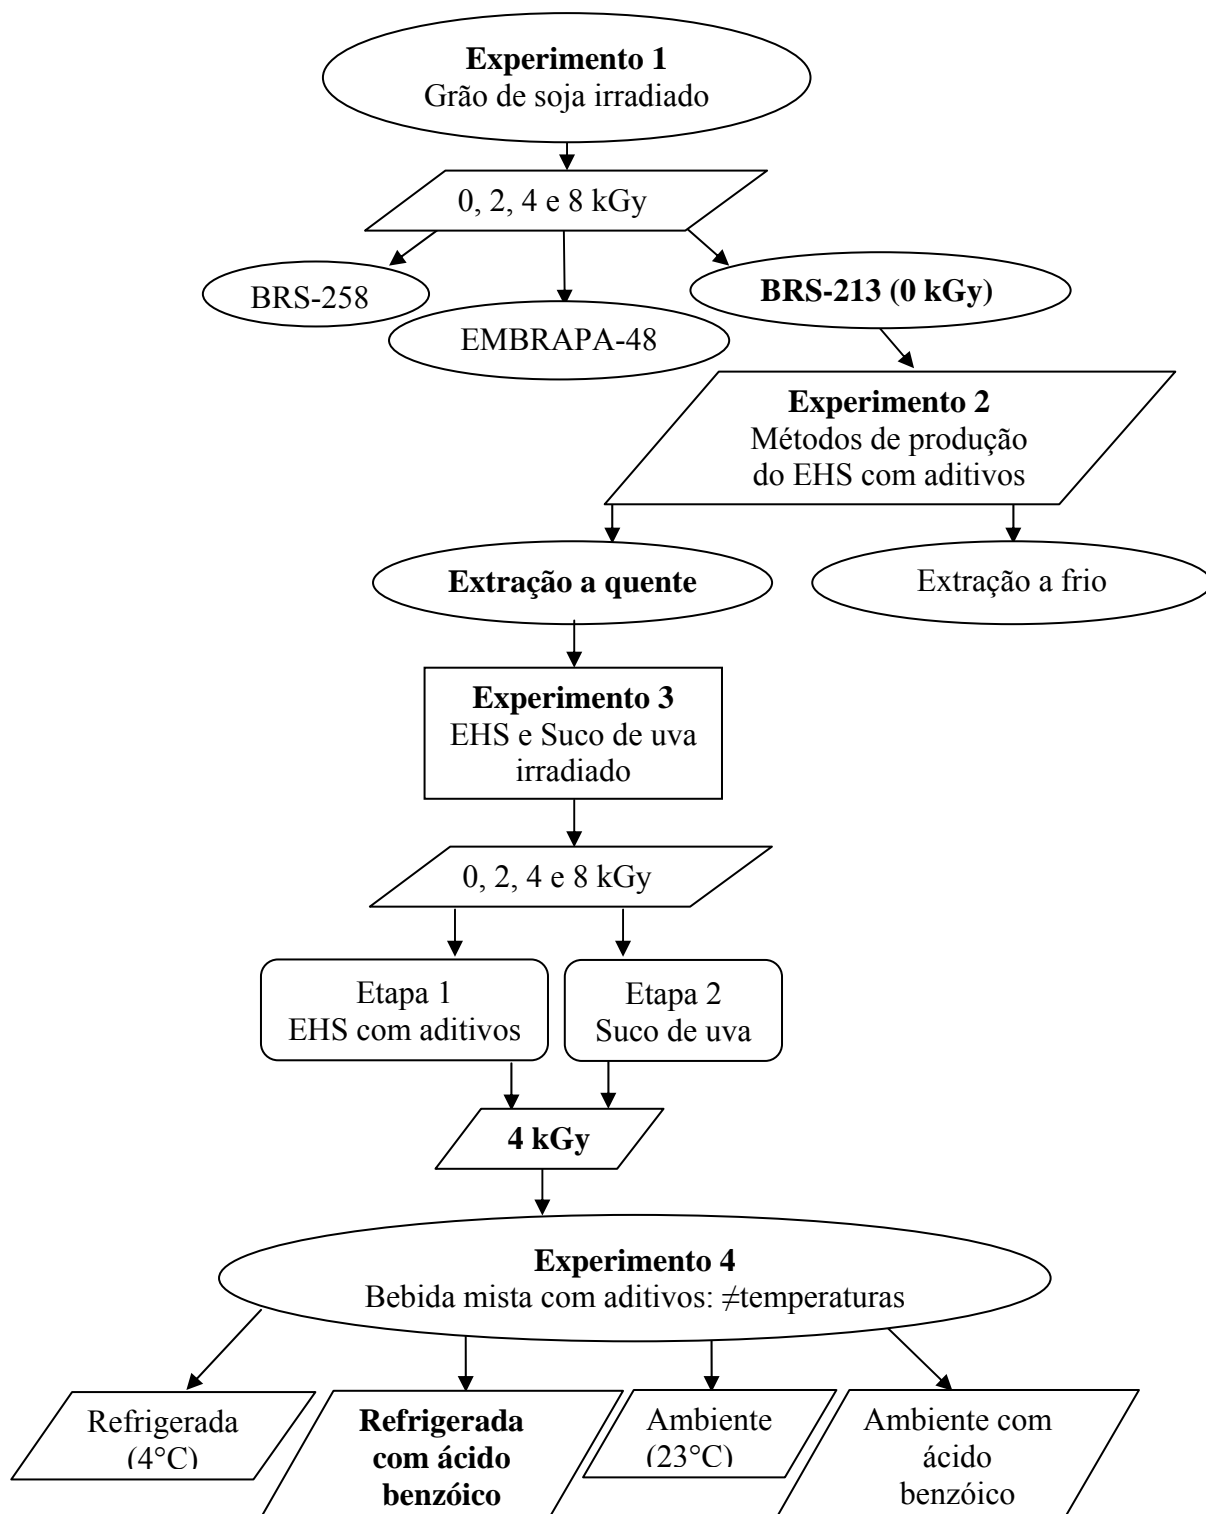 Experimento 1
Grão de soja irradiado
0, 2, 4 e 8 kGy
BRS-258
EMBRAPA-48
BRS-213 (0 kGy)
Experimento 2
Métodos de produção
do EHS com aditivos
Extração a quente
Extração a frio
Experimento 3
EHS e Suco de uva
irradiado
0, 2, 4 e 8 kGy
Etapa 1
EHS com aditivos
Etapa 2
Suco de uva
4 kGy
Experimento 4
Bebida mista com aditivos: ≠temperaturas
Refrigerada
(4°C)
Refrigerada
com ácido
benzóico
Ambiente
(23°C)
Ambiente com
ácido
benzóico